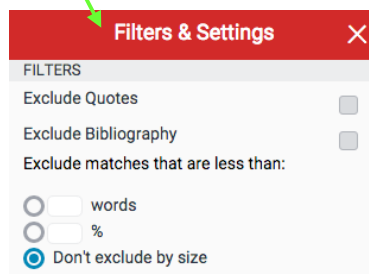 Filters & Settings
FILTERS
Exclude Quotes
Exclude Bibliography
Exclude matches that are less than:
words
%
Don't exclude by size